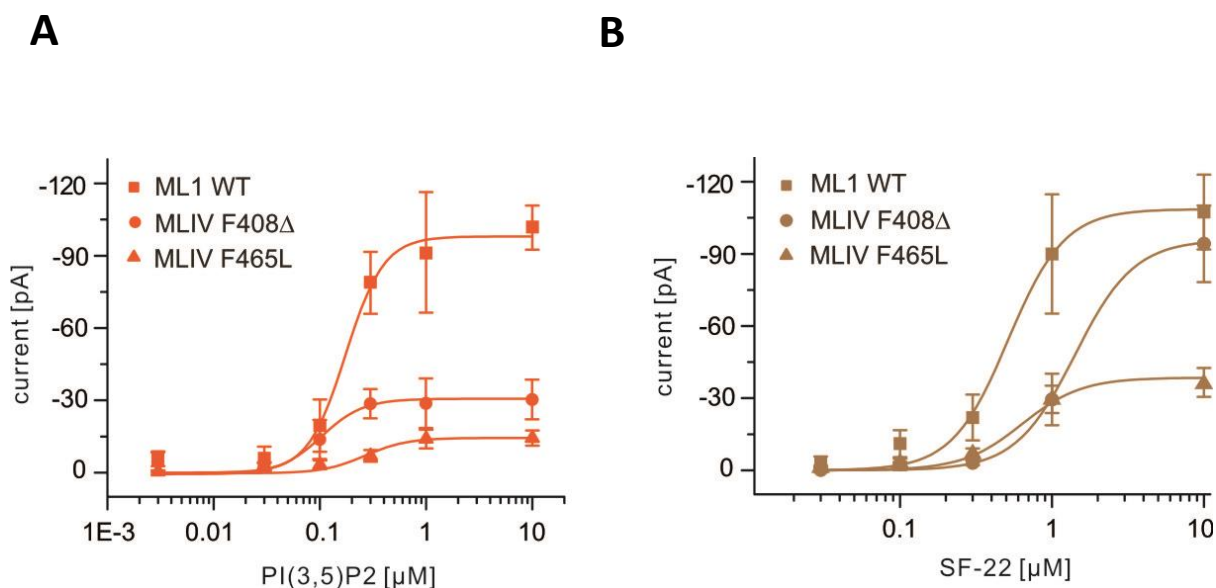 A
B
-120
-90
-60
-30
0
current [pA]
ML1 WT
MLIV F408Δ
MLIV F465L
1E-3
0.01
0.1
1
10
PI(3,5)P2 [µM]
-120
-90
-60
-30
0
current [pA]
ML1 WT
MLIV F408Δ
MLIV F465L
0.1
1
10
SF-22 [µM]